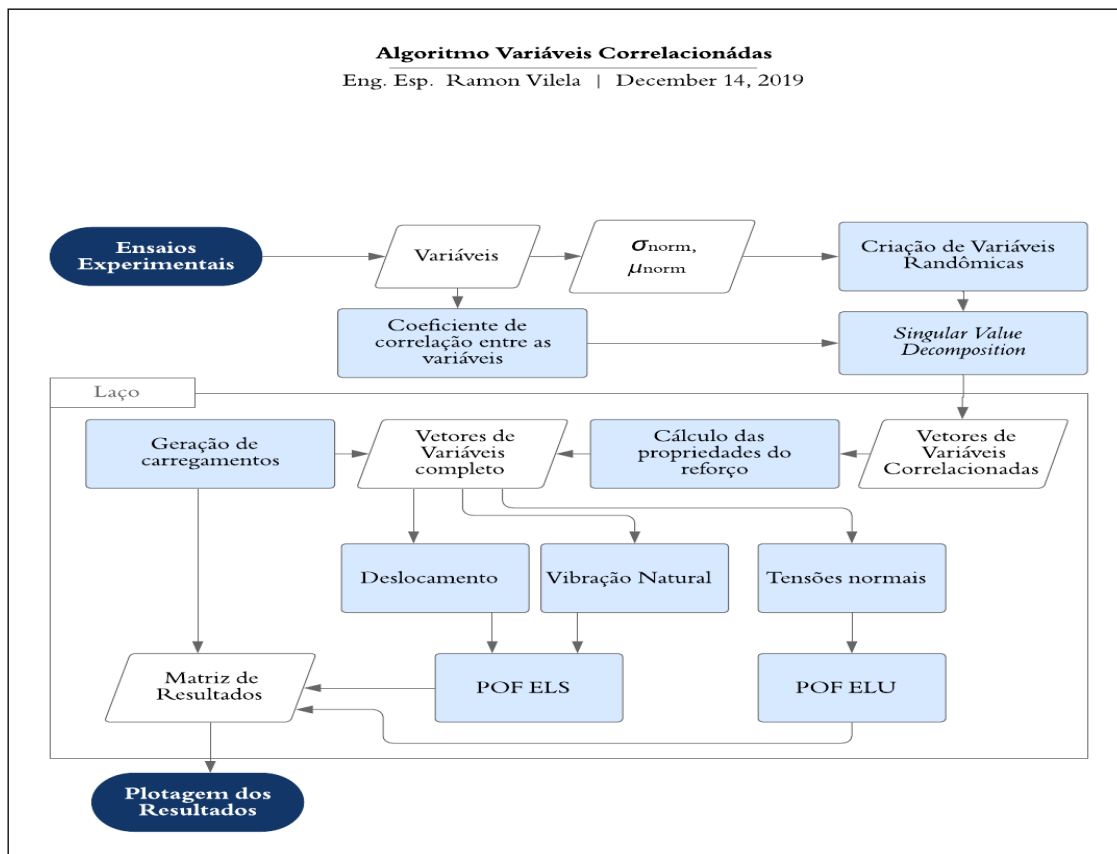 Algoritmo Variáveis Correlacionádas
Eng. Esp. Ramon Vilela | December 14, 2019
Ensaios
Experimentais
Variáveis
σnorm,
μnorm
Criação de Variáveis
Randômicas
Coeficiente de
correlação entre as
variáveis
Singular Value
Decomposition
Laço
Geração de
carregamentos
Vetores de
Variáveis
completo
Cálculo das
propriedades do
reforço
Vetores de
Variáveis
Correlacionadas
Deslocamento
Vibração Natural
Tensões normais
Matriz de
Resultados
POF ELS
POF ELU
Plotagem dos
Resultados